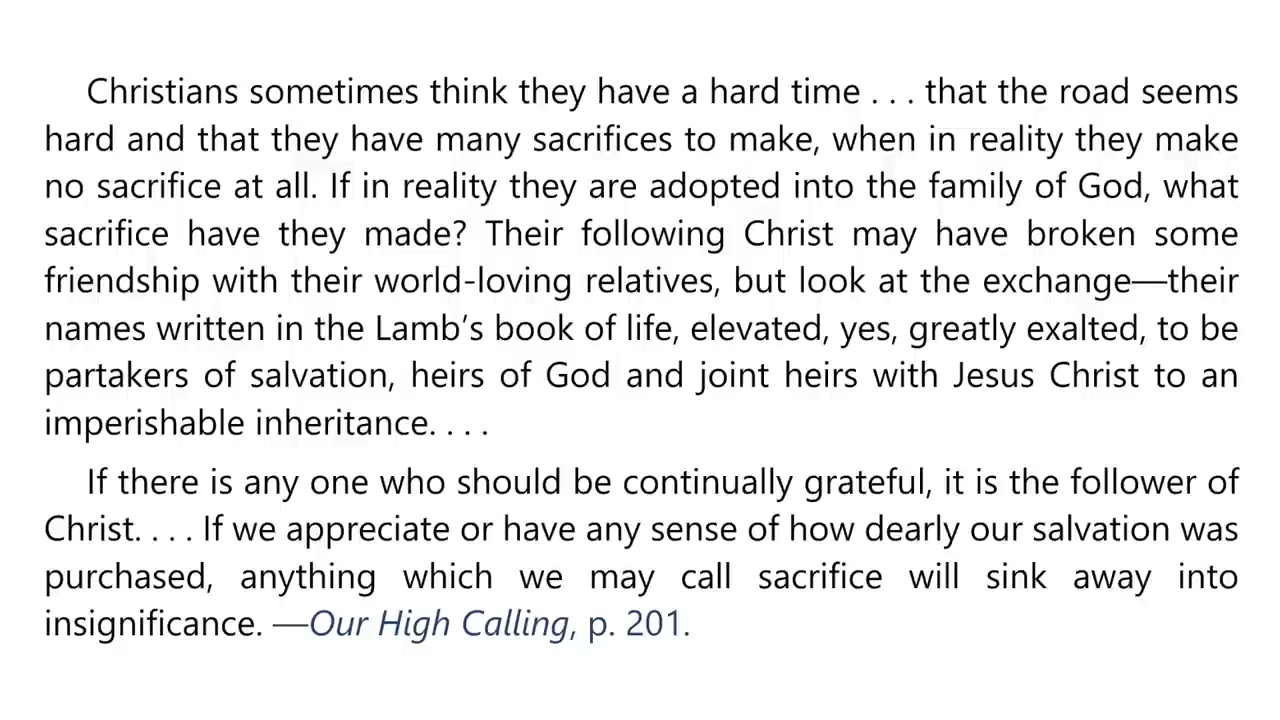 Christians sometimes think they have a hard time . . . that the road seems
hard and that they have many sacrifices to make, when in reality they make
no sacrifice at all. If in reality they are adopted into the family of God, what
sacrifice have they made? Their following Christ may have broken some
friendship with their world-loving relatives, but look at the exchange—their
names written in the Lamb’s book of life, elevated, yes, greatly exalted, to be
partakers of salvation, heirs of God and joint heirs with Jesus Christ to an
imperishable inheritance. . . .
If there is any one who should be continually grateful, it is the follower of
Christ. . . . If we appreciate or have any sense of how dearly our salvation was
purchased, anything which we may call sacrifice will sink away into
insignificance. —Our High Calling, p. 201.